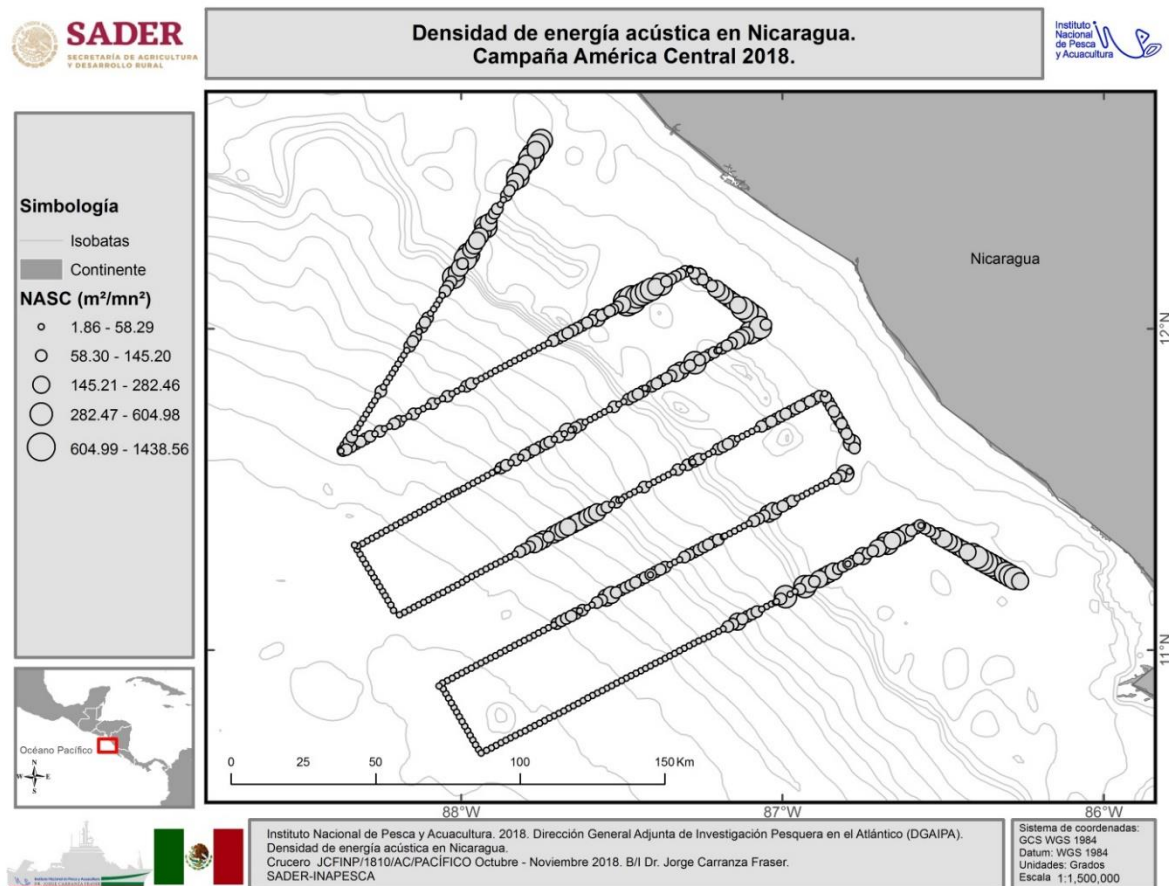 SADER
SECRETARÍA DE AGRICULTURA
Y DESARROLLO RURAL
Densidad de energía acústica en Nicaragua.
Campaña América Central 2018.
Instituto
Nacional
de Pesca
y Acuacultura
Simbología
Isobatas
Continente
NASC (m²/mn²)
1.86 - 58.29
58.30 - 145.20
145.21 - 282.46
282.47 - 604.98
604.99 - 1438.56
Nicaragua
12°N
11°N
Océano Pacífico
N
W E
S
0 25 50 100 150 Km
88°W 87°W 86°W
Instituto Nacional de Pesca y Acuacultura. 2018. Dirección General Adjunta de Investigación Pesquera en el Atlántico (DGAIPA).
Densidad de energía acústica en Nicaragua.
Crucero JCFINP/1810/AC/PACÍFICO Octubre - Noviembre 2018. B/I Dr. Jorge Carranza Fraser.
SADER-INAPESCA
Sistema de coordenadas:
GCS WGS 1984
Datum: WGS 1984
Unidades: Grados
Escala 1:1,500,000